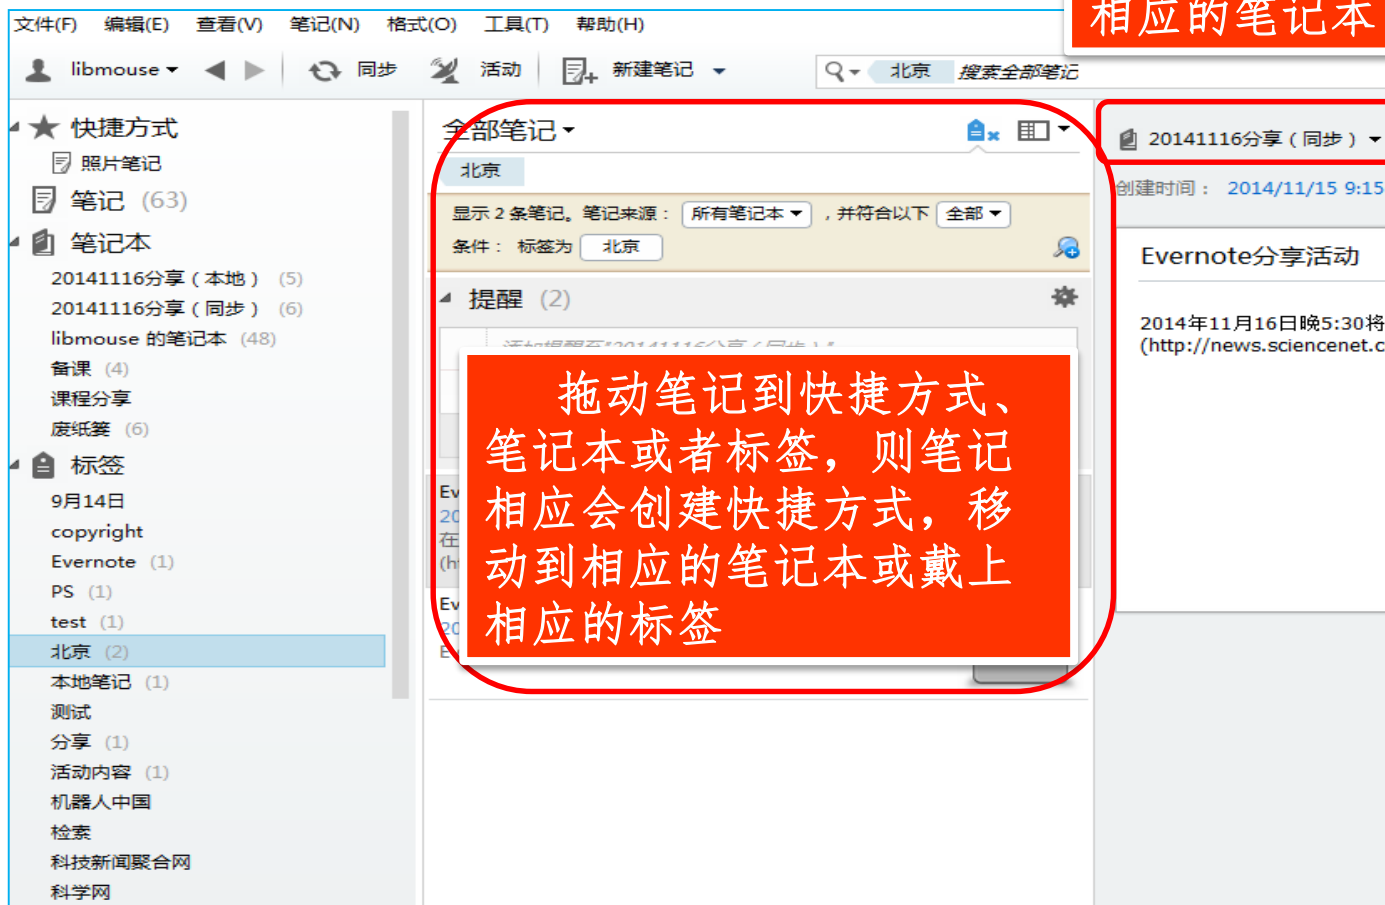 文件(F) 编辑(E) 查看(V) 笔记(N) 格式(O) 工具(T) 帮助(H)
相应的笔记本
libmouse 同步 活动 新建笔记 北京 搜索全部笔记
快捷方式
照片笔记
笔记 (63)
笔记本
20141116分享(本地) (5)
20141116分享(同步) (6)
libmouse 的笔记本 (48)
备课 (4)
课程分享
废纸篓 (6)
标签
9月14日
copyright
Evernote (1)
PS (1)
test (1)
北京 (2)
本地笔记 (1)
测试
分享 (1)
活动内容 (1)
机器人中国
检索
科技新闻聚合网
科学网
全部笔记
北京
显示 2 条笔记。笔记来源: 所有笔记本 ,并符合以下 全部
条件: 标签为 北京
提醒 (2)
拖动笔记到快捷方式、
笔记本或者标签,则笔记
相应会创建快捷方式,移
动到相应的笔记本或戴上
相应的标签
Ev
20
在
(h
Ev
20
E
20141116分享(同步)
创建时间: 2014/11/15 9:15
Evernote分享活动
2014年11月16日晚5:30将
(http://news.sciencenet.c